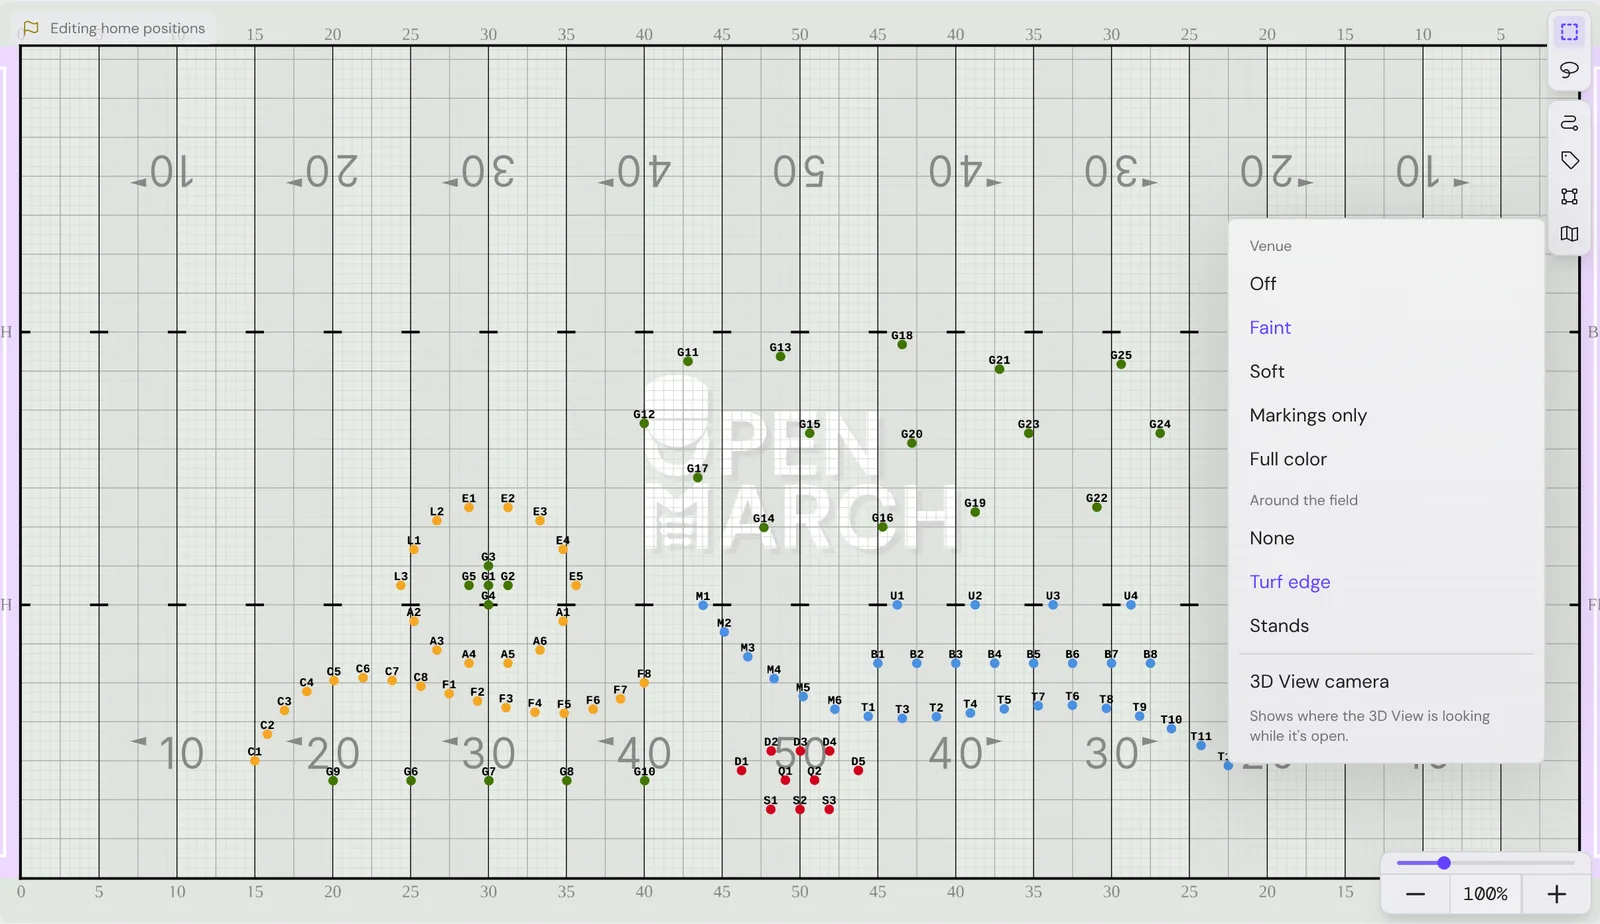 Editing home positions
15 20 25 30 35 40 45 50 45 40 35 30 25 20 15 10 5
10 20 30 40 50 40 30 20 10
Venue
Off
H B
Faint
G18
G13
G11
G25
G21
Soft
G12
Markings only
G15 G23 G24
G20
OPEN
Full color
G17
MARCH
E1 E2 G22
G19
Around the field
L2 E3
G14 G16
None
L1 E4
G3
L3 G5 G1 G2 E5
Turf edge
G4 M1 U1 U2 U3 U4
H
A2 A1
M2
Stands
A3 A6
M3
A4 A5 B1 B2 B3 B4 B5 B6 B7 B8
C5 C6 C7 F8
M4
3D View camera
C4 C8 F1 F2 F7
M5
C3 F3 F4 F5 F6
M6 T1 T3 T2 T4 T5 T7 T6 T8 T9
Shows where the 3D View is looking
while it's open.
C2
T10
T11
C1
D2 D3 D4
10 20 30 40 50 40 30
D1 D5
G9 G6 G7 G8 G10
Q1 Q2
S1 S2 S3
0 5 10 15 20 25 30 35 40 45 50 45 40 35 30 25 20 15
100%